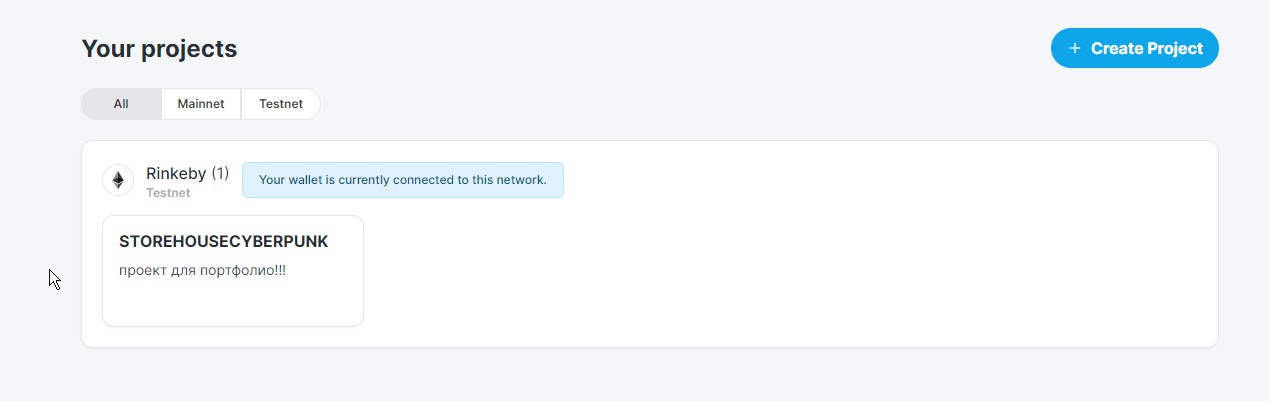 Your projects
+ Create Project
All
Mainnet
Testnet
Rinkeby (1)
Testnet
Your wallet is currently connected to this network.
STOREHOUSECYBERPUNK
проект для портфолио!!!